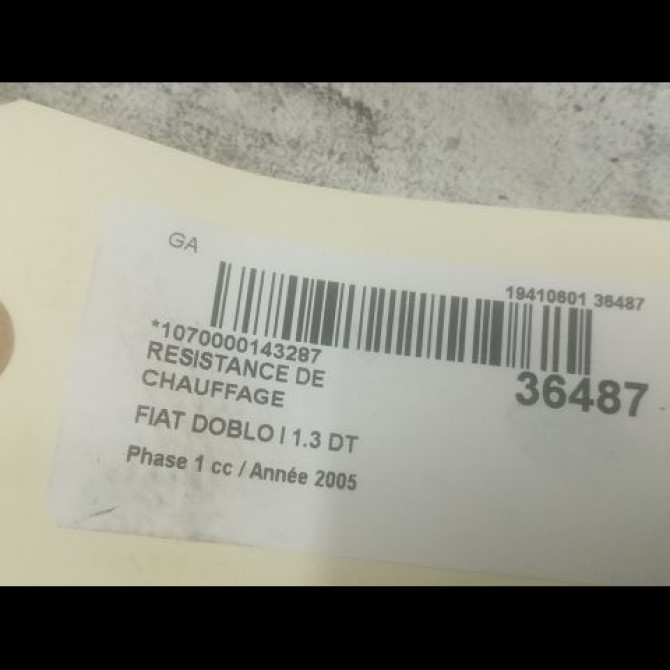 GA
19410601 36487
*1070000143287
36487
RESISTANCE DE
CHAUFFAGE
FIAT DOBLO I 1.3 DT
Phase 1 cc / Année 2005